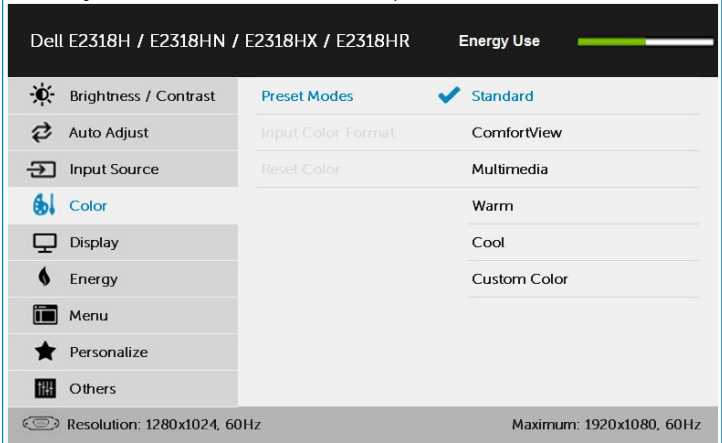 Dell E2318H / E2318HN / E2318HX / E2318HR Energy Use
Brightness / Contrast Preset Modes Standard
Auto Adjust Input Color Format ComfortView
Input Source Reset Color Multimedia
Color Warm
Display Cool
Energy Custom Color
Menu
Personalize
Others
Resolution: 1280x1024, 60Hz Maximum: 1920x1080, 60Hz